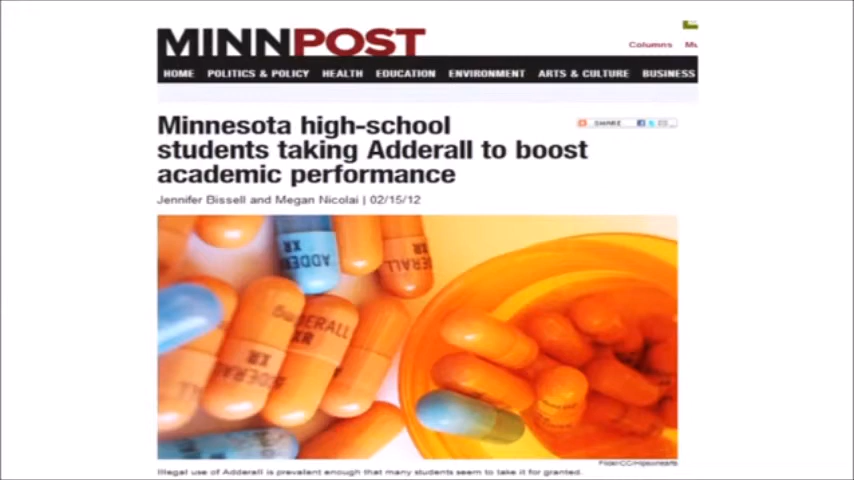 MINNPOST
Columns
HOME POLITICS & POLICY HEALTH EDUCATION ENVIRONMENT ARTS & CULTURE BUSINESS
Minnesota high-school
SHARE
students taking Adderall to boost
academic performance
Jennifer Bissell and Megan Nicolai | 02/15/12
ADDERALL
XR
Illegal use of Adderall is prevalent enough that many students seem to take it for granted.